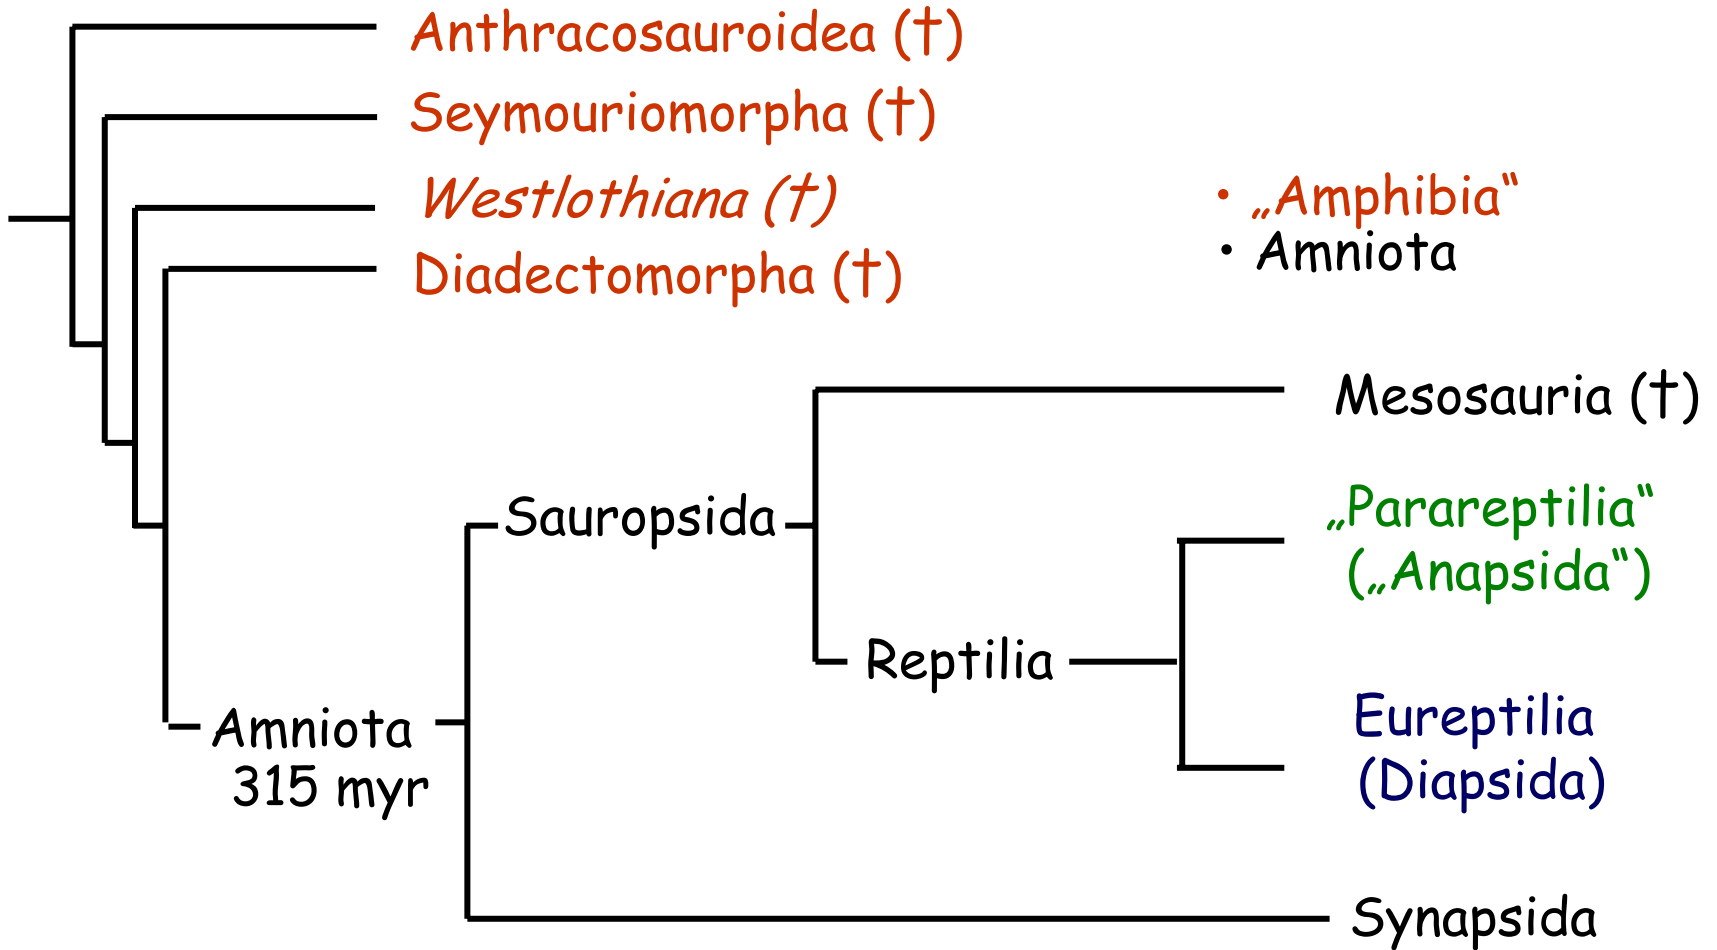 Anthracosauroidea (†)
Seymouriomorpha (†)
Westlothiana (†)
Diadectomorpha (†)
• „Amphibia“
• Amniota
Mesosauria (†)
Sauropsida
„Parareptilia“
(„Anapsida“)
Reptilia
Eureptilia
(Diapsida)
Amniota
315 myr
Synapsida